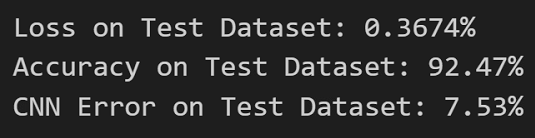 Loss on Test Dataset: 0.3674%
Accuracy on Test Dataset: 92.47%
CNN Error on Test Dataset: 7.53%